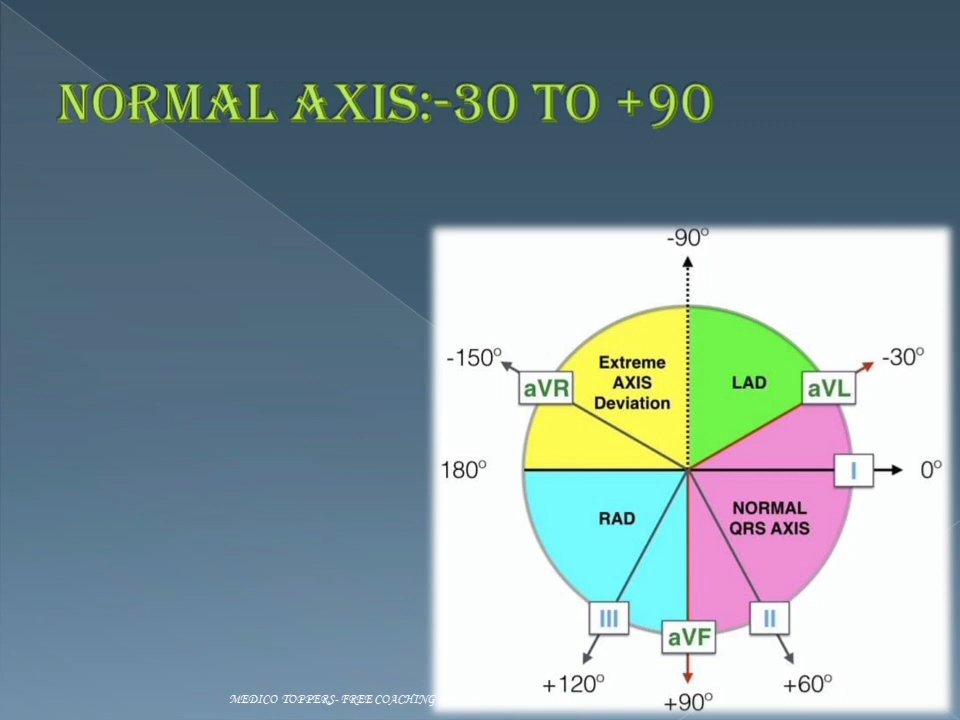 NORMAL AXIS:-30 TO +90
-90°
-150°
Extreme
AXIS
Deviation
LAD
-30°
aVR
aVL
180°
I
0°
RAD
NORMAL
QRS AXIS
III
aVF
II
+120°
+90°
+60°
MEDICO TOPPERS- FREE COACHING